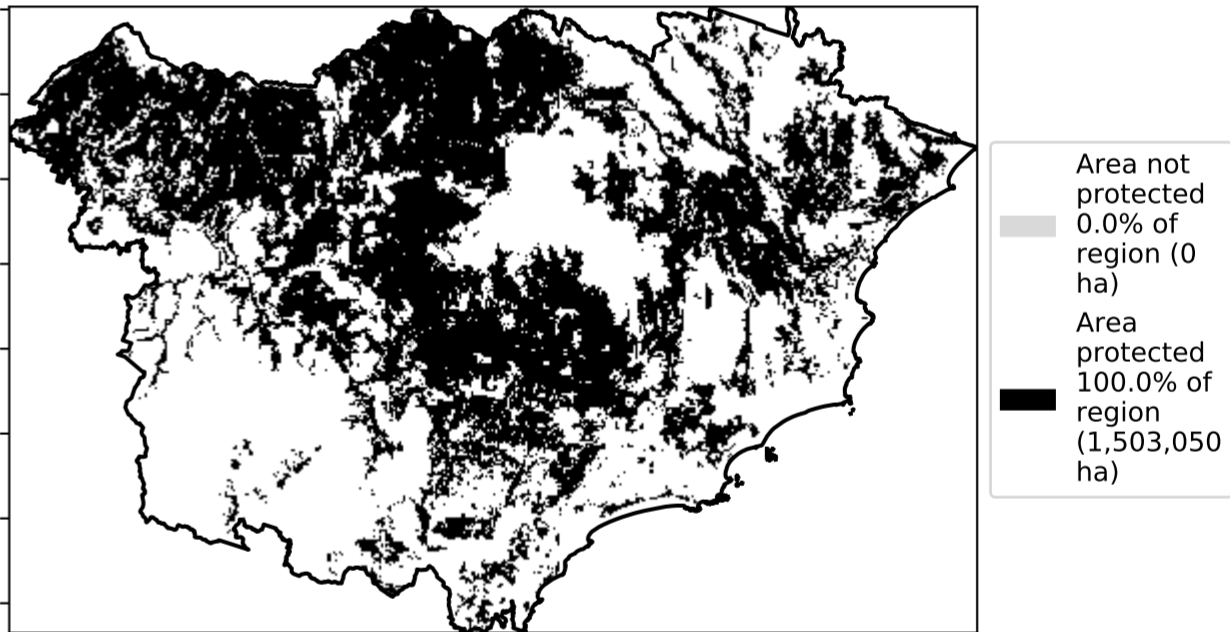 Area not
protected
0.0% of
region (0
ha)
Area
protected
100.0% of
region
(1,503,050
ha)